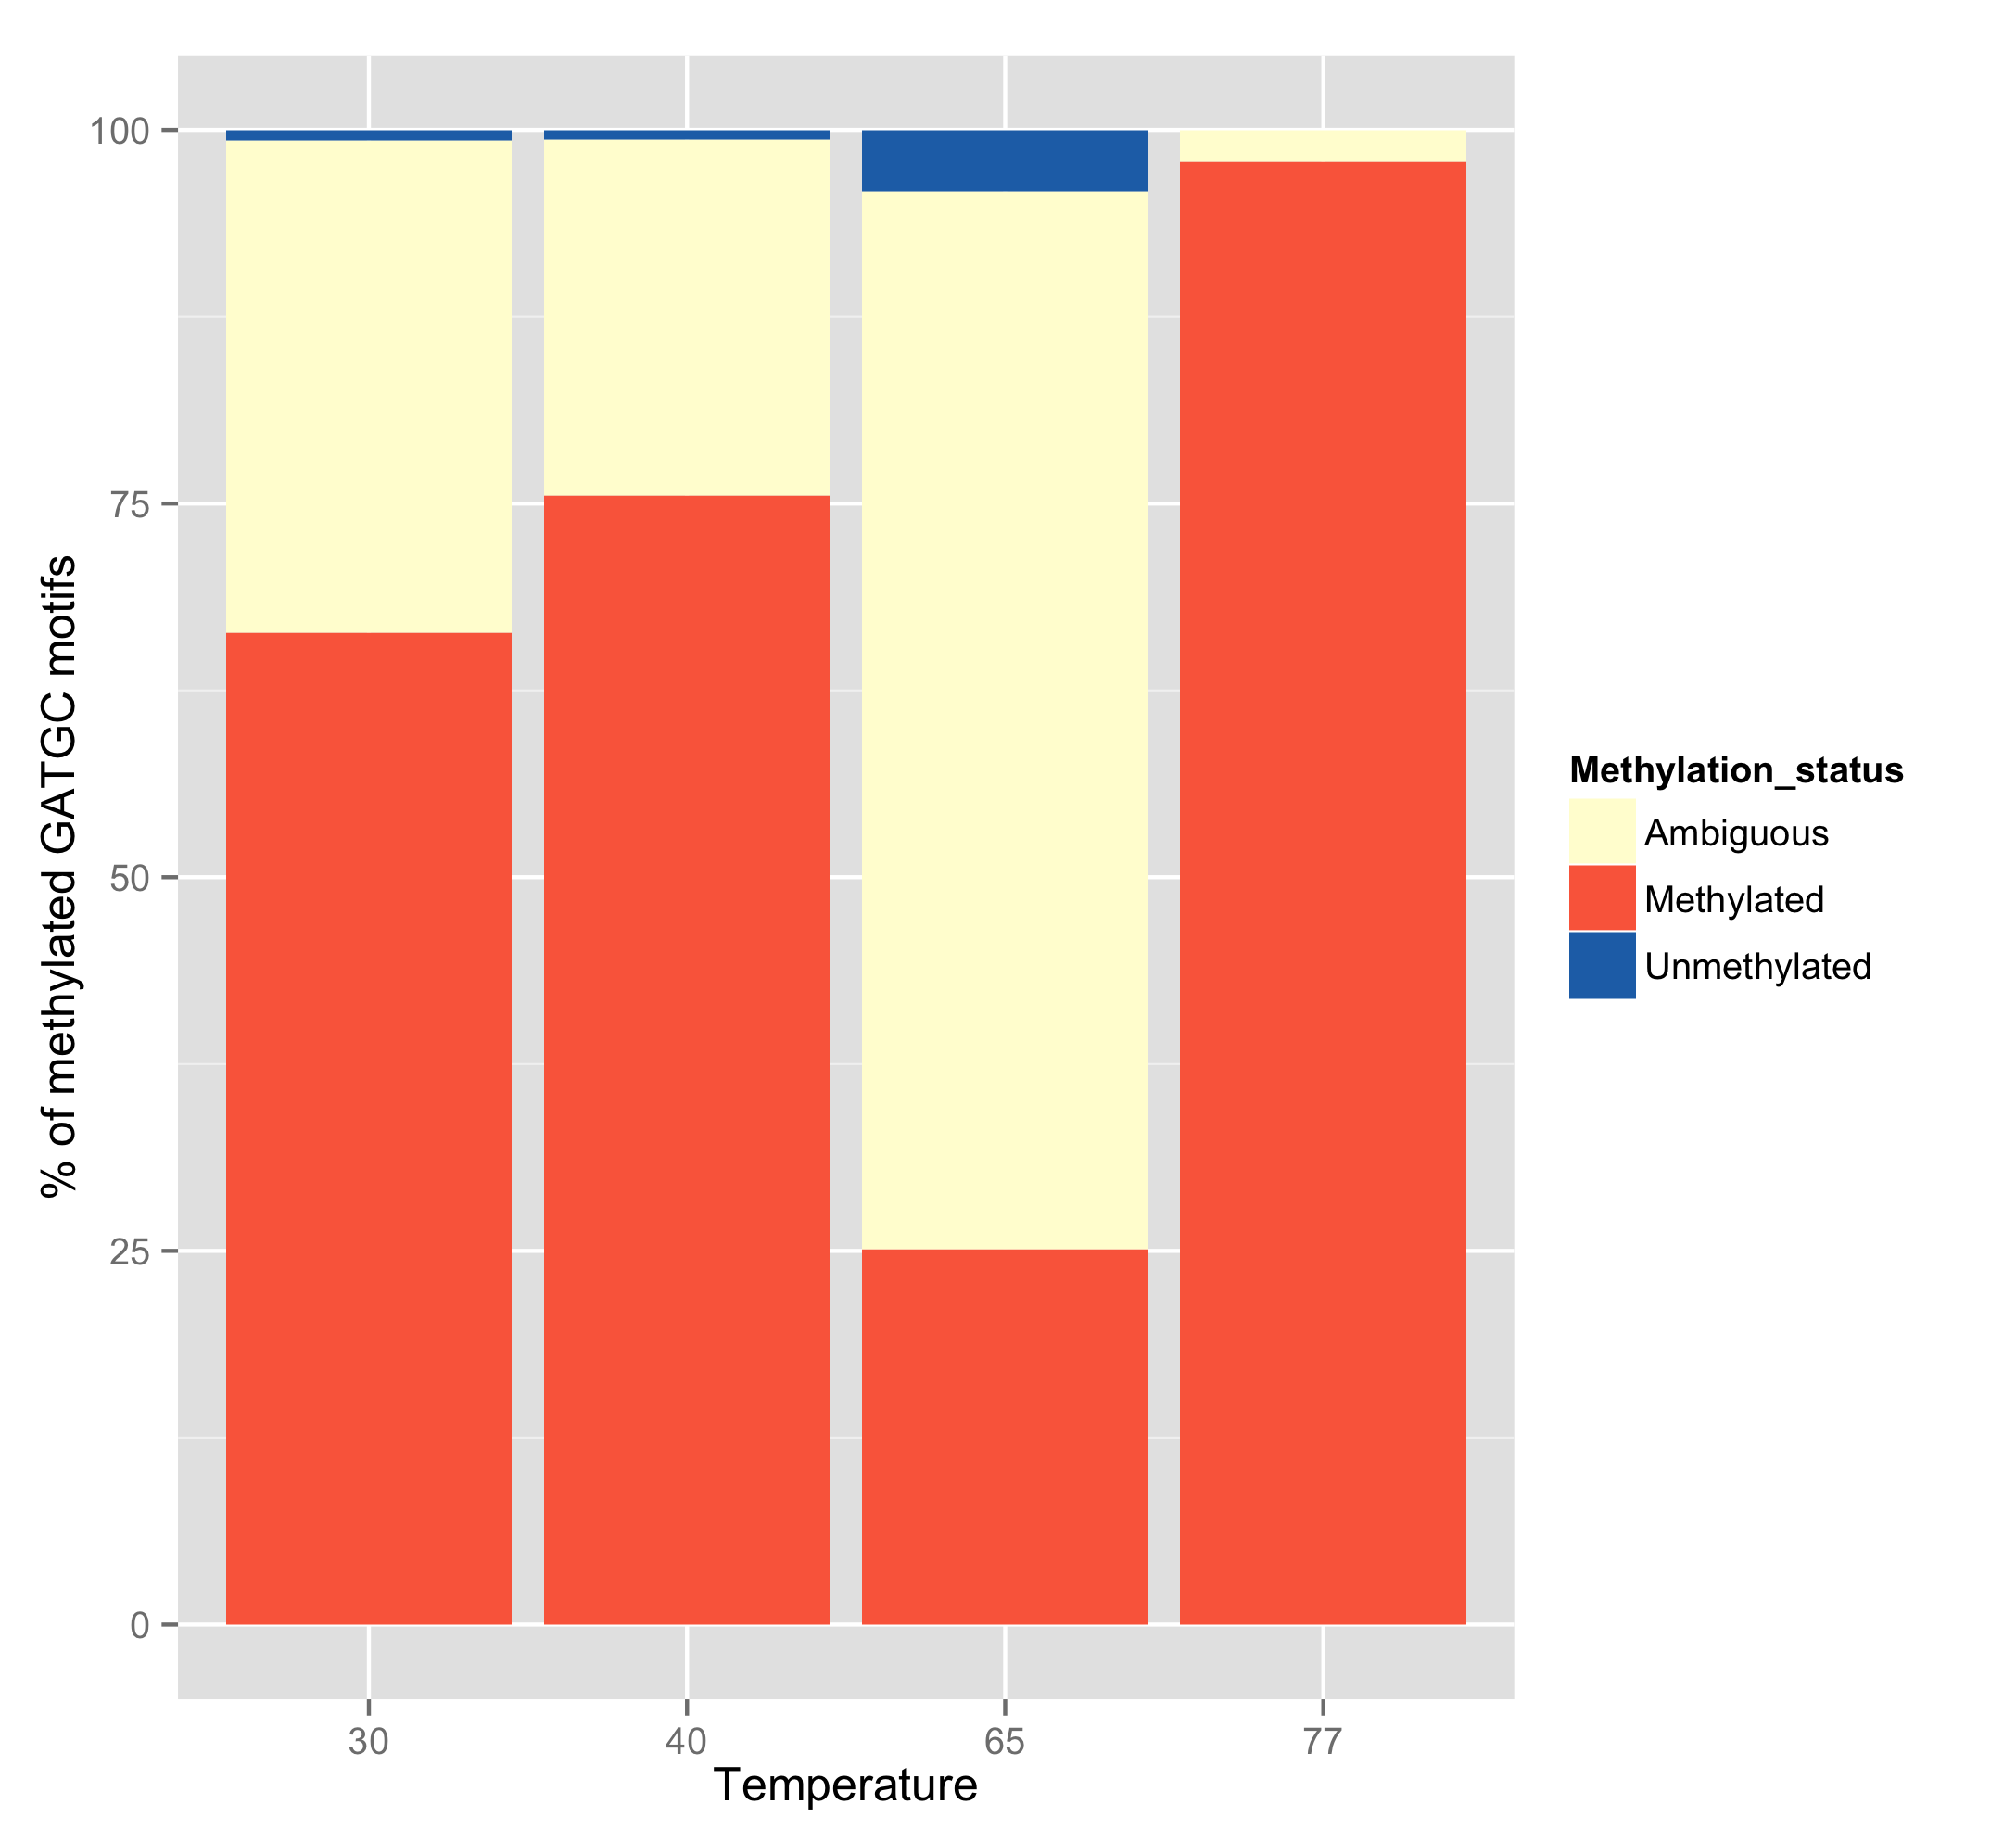 % of methylated GATGC motifs
100
75
50
25
0
30 40 65 77
Temperature
Methylation_status
Ambiguous
Methylated
Unmethylated